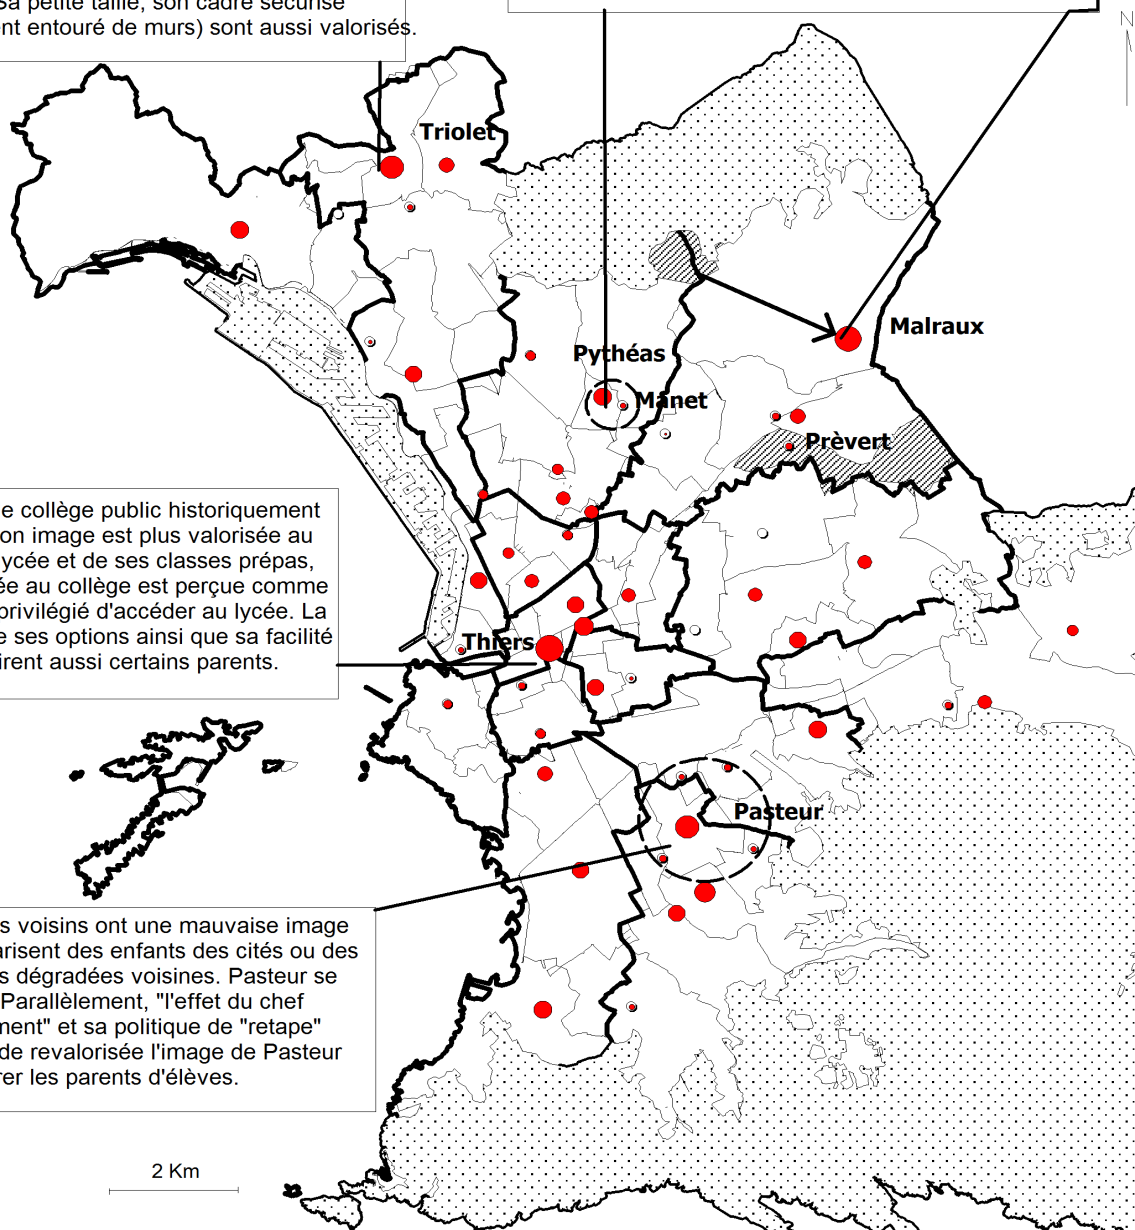 Sa petite taille, son cadre sécurisé
ent entouré de murs) sont aussi valorisés.
N
Triolet
Malraux
Pythéas
Manet
Prèvert
e collège public historiquement
on image est plus valorisée au
lycée et de ses classes prépas,
ée au collège est perçue comme
privilégié d'accéder au lycée. La
e ses options ainsi que sa facilité
irent aussi certains parents.
Thiers
Pasteur
s voisins ont une mauvaise image
arisent des enfants des cités ou des
s dégradées voisines. Pasteur se
Parallèlement, "l'effet du chef
ment" et sa politique de "retape"
de revalorisée l'image de Pasteur
rer les parents d'élèves.
2 Km